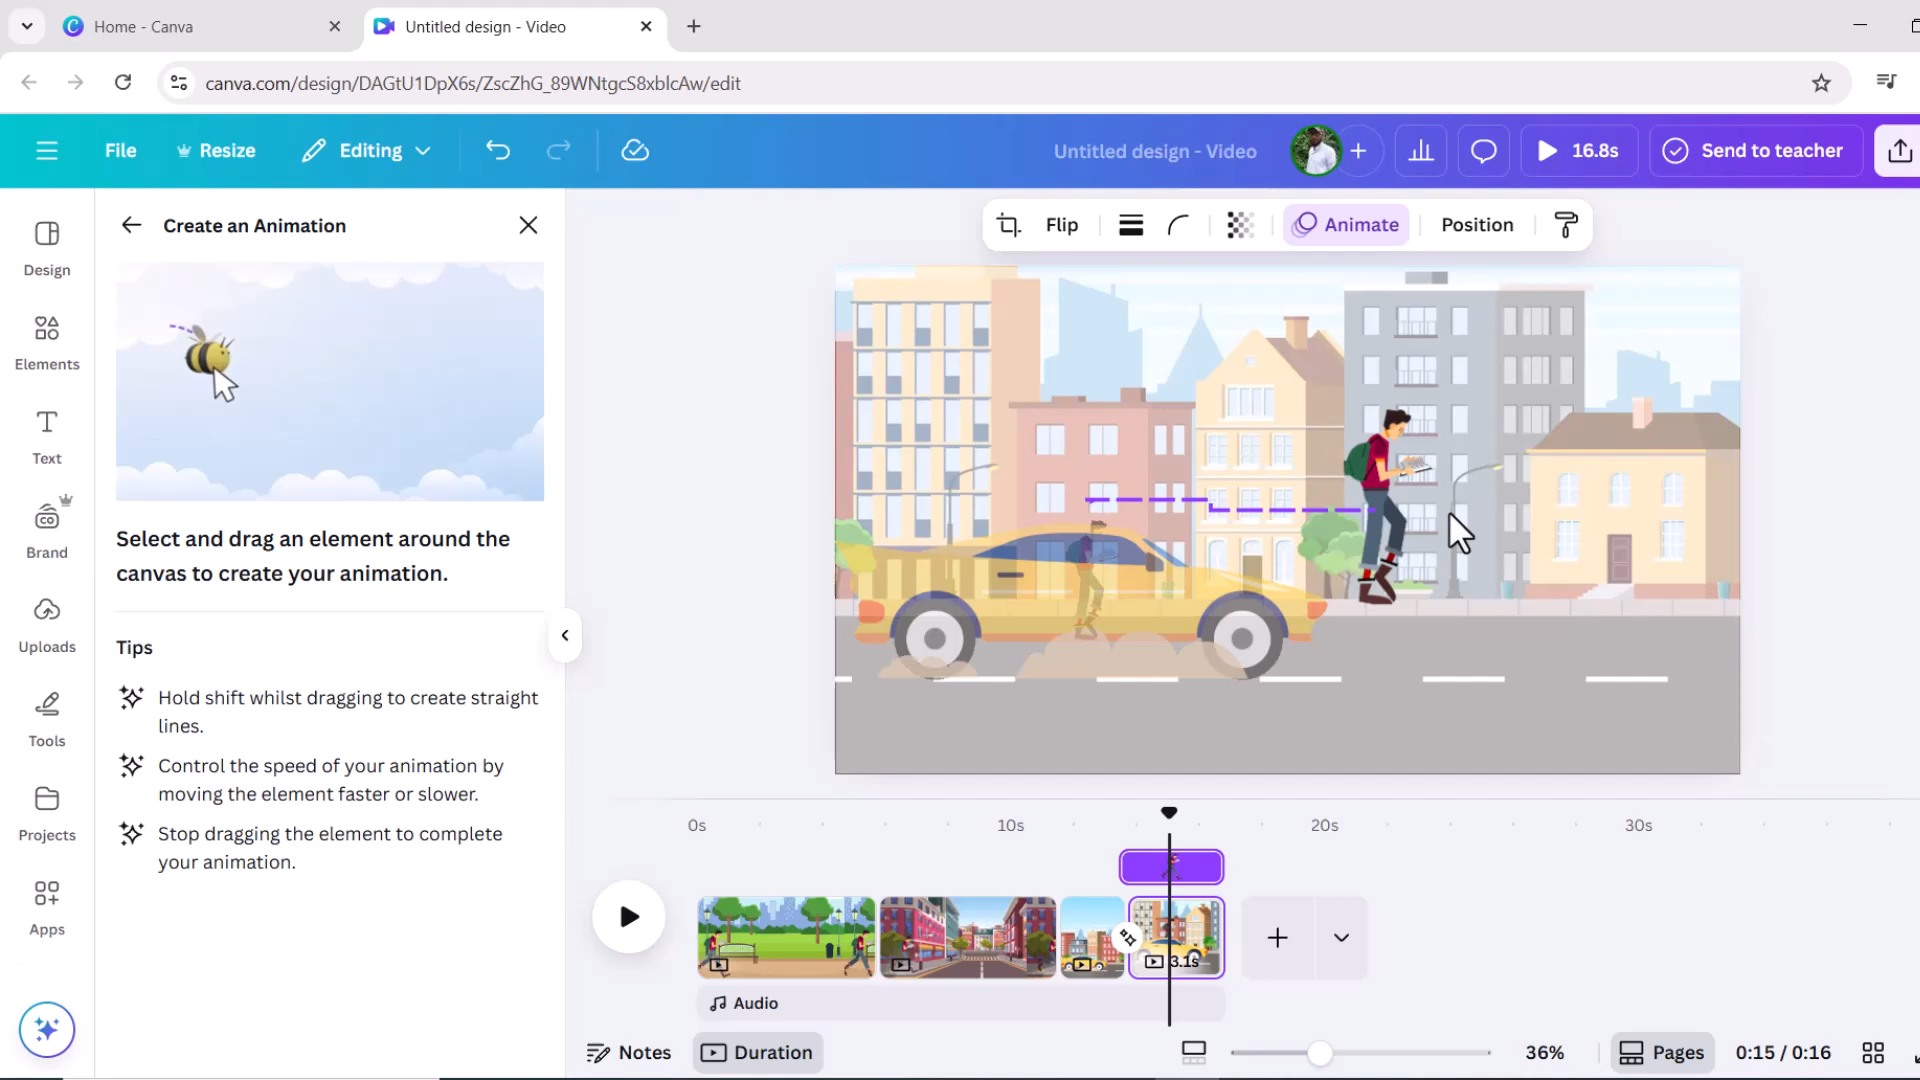 Home - Canva
Untitled design - Video
canva.com/design/DAGtU1DpX6s/ZscZhG_89WNtgcS8xblcAw/edit
File
Resize
Editing
Untitled design - Video
16.8s
Send to teacher
Design
Elements
Text
Brand
Uploads
Tools
Projects
Apps
Create an Animation
Select and drag an element around the
canvas to create your animation.
Tips
Hold shift whilst dragging to create straight
lines.
Control the speed of your animation by
moving the element faster or slower.
Stop dragging the element to complete
your animation.
Flip
Animate
Position
0s
10s
20s
30s
3.1s
Audio
Notes
Duration
36%
Pages
0:15 / 0:16